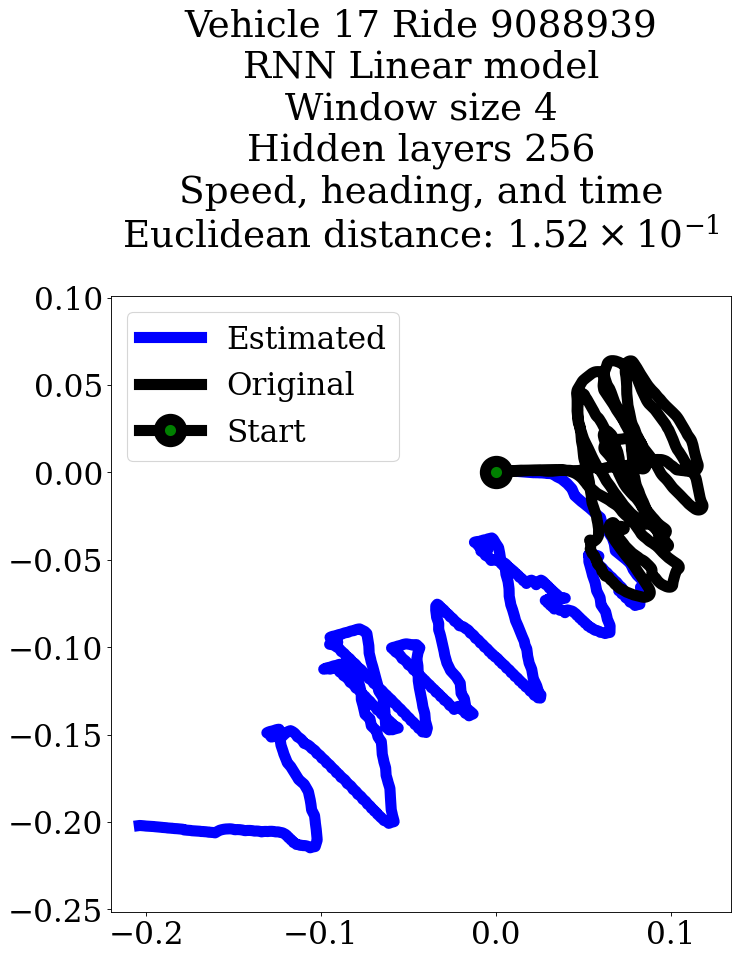 Vehicle 17 Ride 9088939
RNN Linear model
Window size 4
Hidden layers 256
Speed, heading, and time
Euclidean distance: 1.52 × 10⁻¹
Estimated
Original
Start
0.10
0.05
0.00
−0.05
−0.10
−0.15
−0.20
−0.25
−0.2
−0.1
0.0
0.1